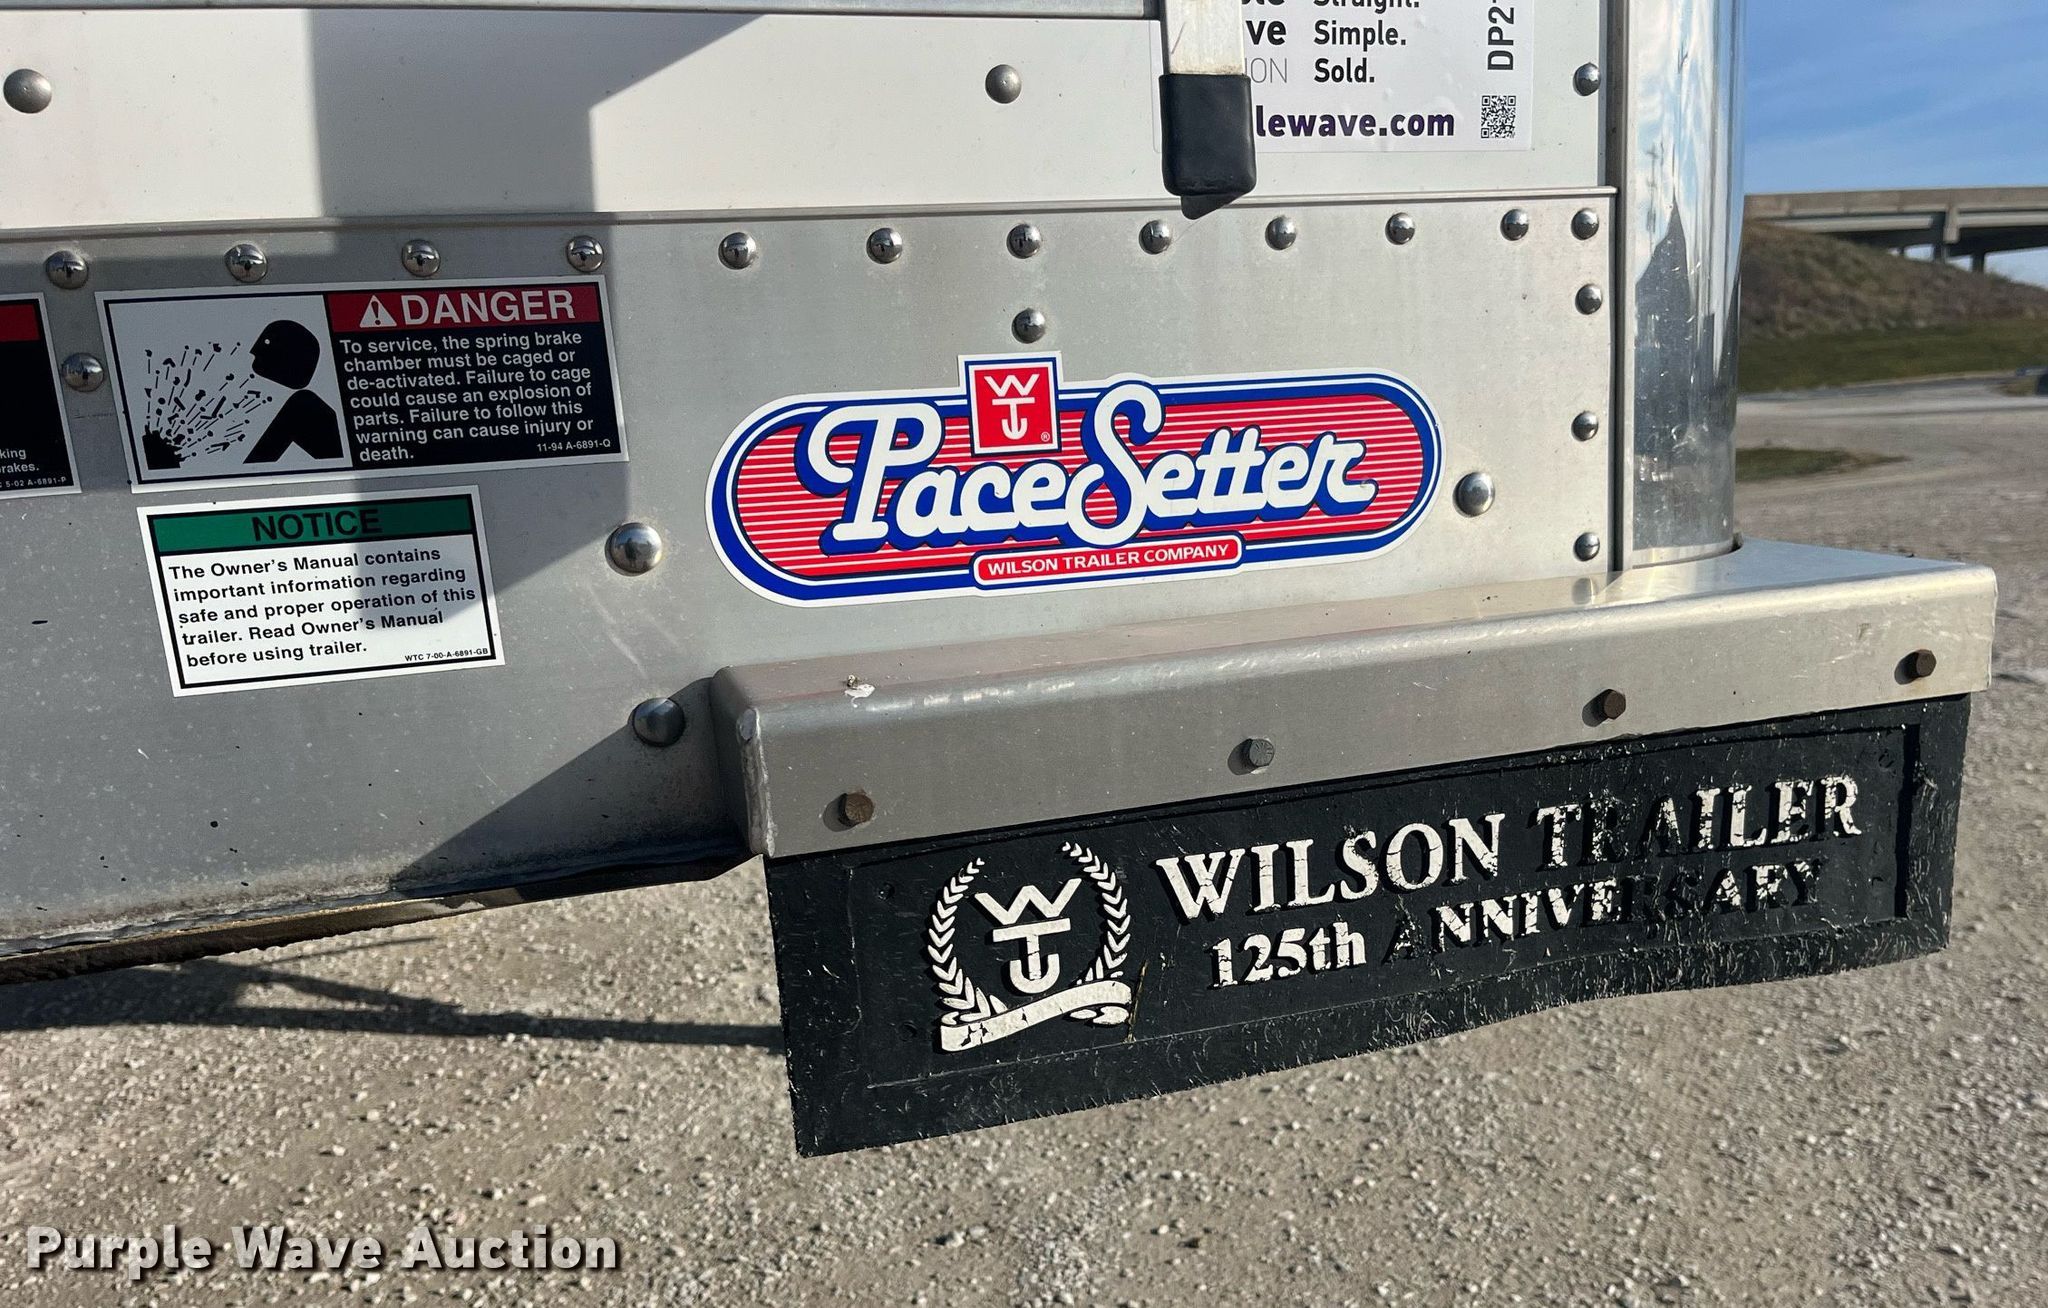 Straight.
ve Simple.
ION Sold.
lewave.com
DP2
DANGER
To service, the spring brake
chamber must be caged or
de-activated. Failure to cage
could cause an explosion of
parts. Failure to follow this
warning can cause injury or
death.
11-94 A-6891-Q
king
rakes.
5-02 A-6891-P
NOTICE
The Owner's Manual contains
important information regarding
safe and proper operation of this
trailer. Read Owner's Manual
before using trailer.
WTC 7-00-A-6891-GB
WTC
®
PaceSetter
WILSON TRAILER COMPANY
WTC
WILSON TRAILER
125th ANNIVERSARY
Purple Wave Auction